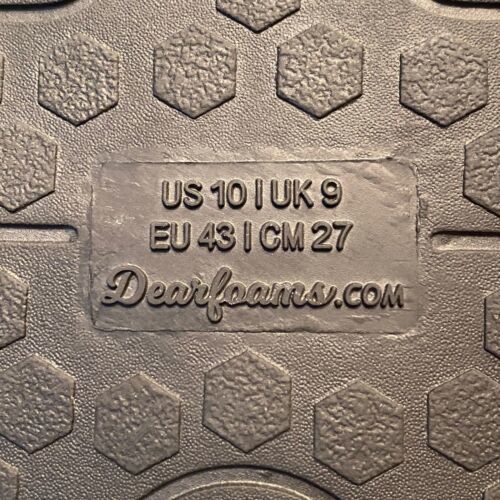 US 10 | UK 9
EU 43 | CM 27
Dearfoams.COM